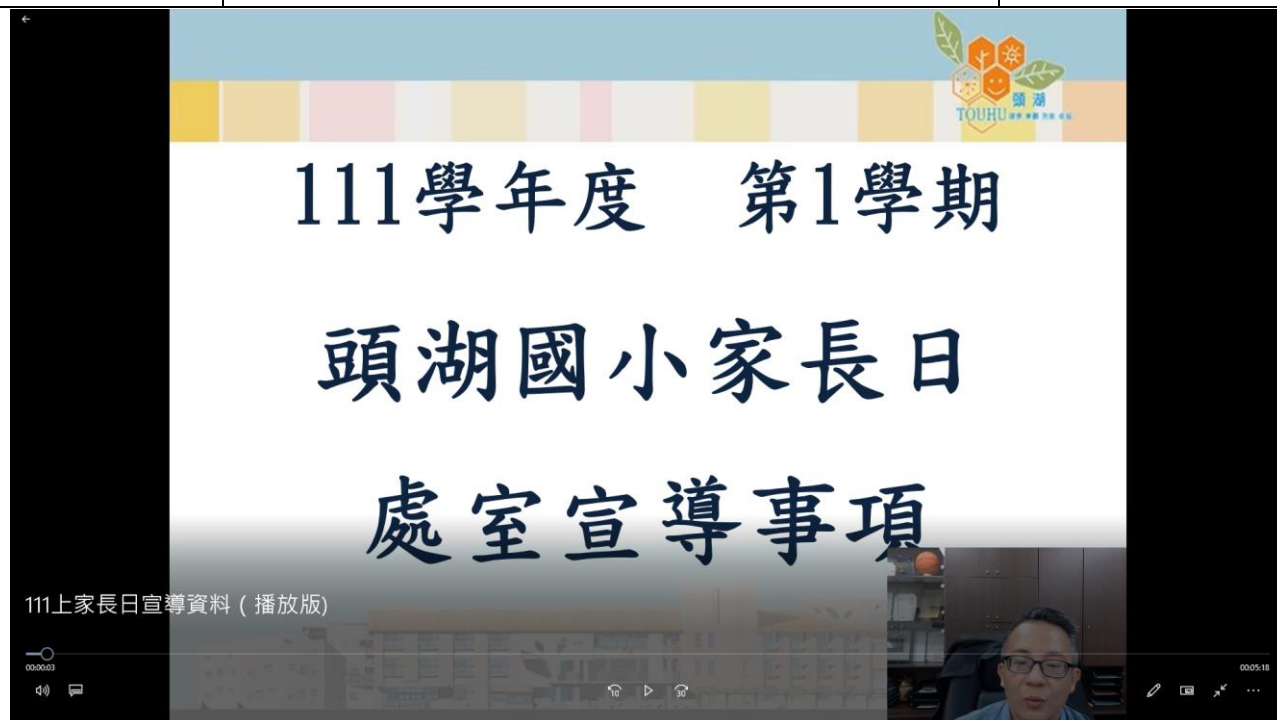 頭湖
TOUHU
111學年度 第1學期
頭湖國小家長日
處室宣導事項
111上家長日宣導資料 ( 播放版)
00:00:03
00:05:18
10
30